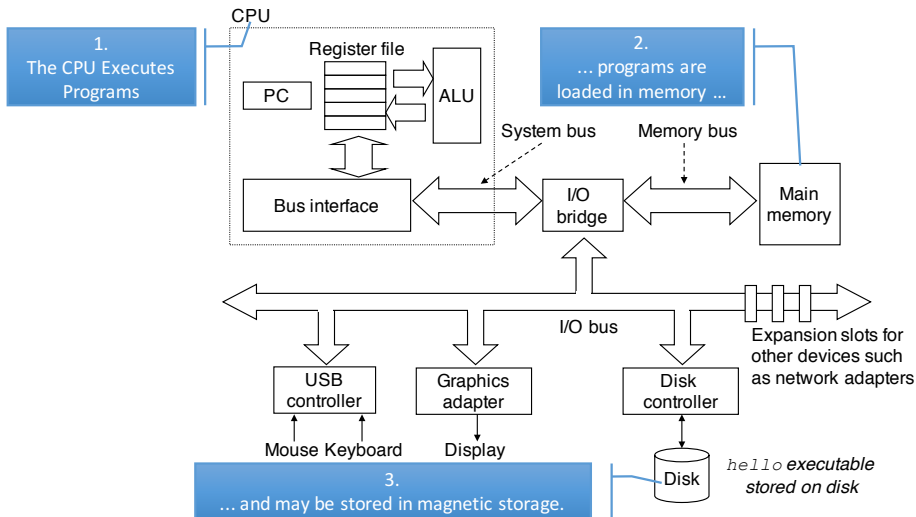 CPU
1.
The CPU Executes
Programs
Register file
PC
ALU
2.
... programs are
loaded in memory ...
System bus
Memory bus
Bus interface
I/O
bridge
Main
memory
I/O bus
Expansion slots for
other devices such
as network adapters
USB
controller
Graphics
adapter
Disk
controller
Mouse Keyboard
Display
3.
... and may be stored in magnetic storage.
Disk
hello executable
stored on disk